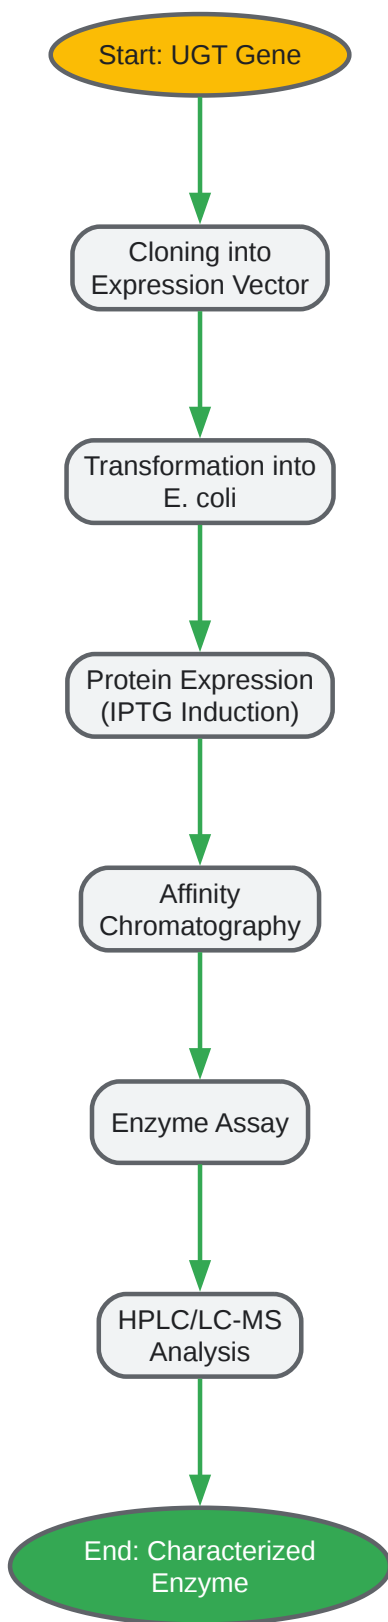 Start: UGT Gene
Cloning into
Expression Vector
Transformation into
E. coli
Protein Expression
(IPTG Induction)
Affinity
Chromatography
Enzyme Assay
HPLC/LC-MS
Analysis
End: Characterized
Enzyme